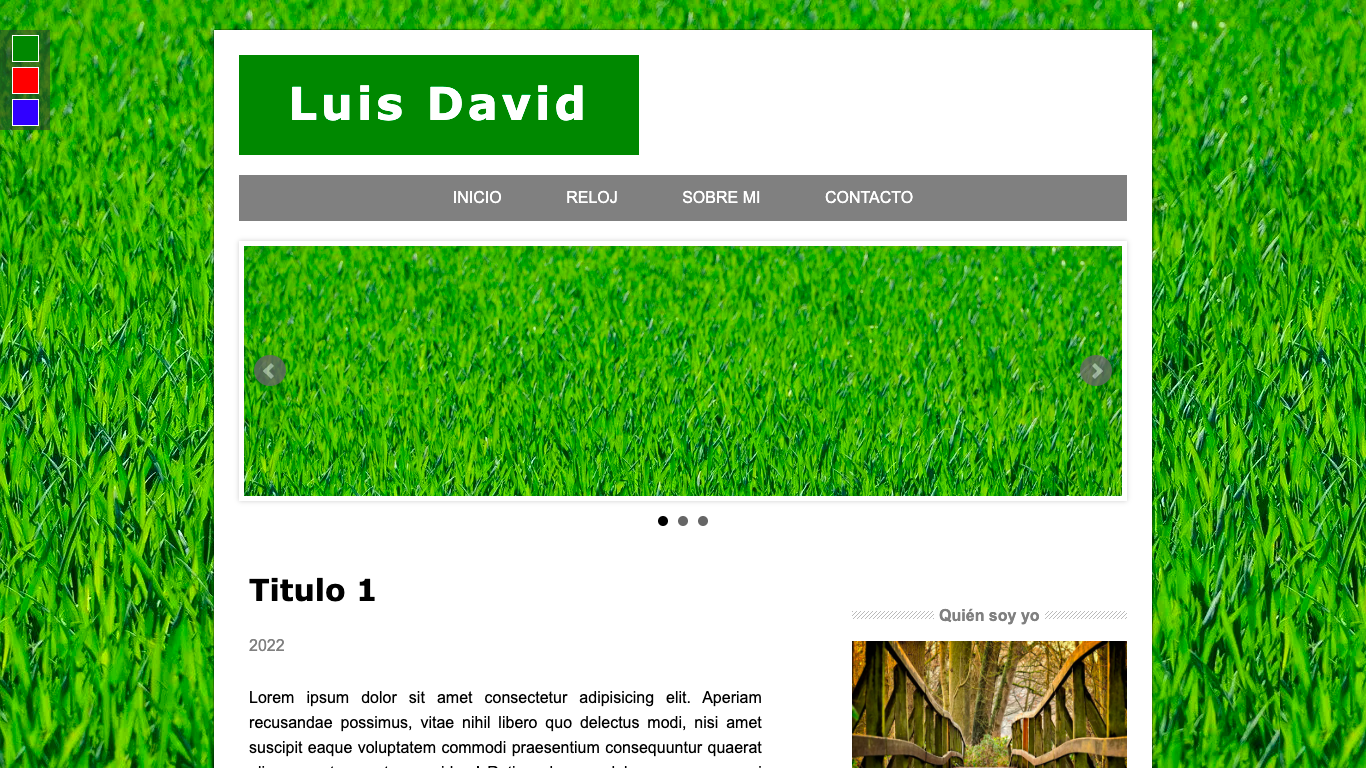 Luis David
INICIO RELOJ SOBRE MI CONTACTO
Titulo 1
2022
Lorem ipsum dolor sit amet consectetur adipisicing elit. Aperiam
recusandae possimus, vitae nihil libero quo delectus modi, nisi amet
suscipit eaque voluptatem commodi praesentium consequuntur quaerat
Quién soy yo